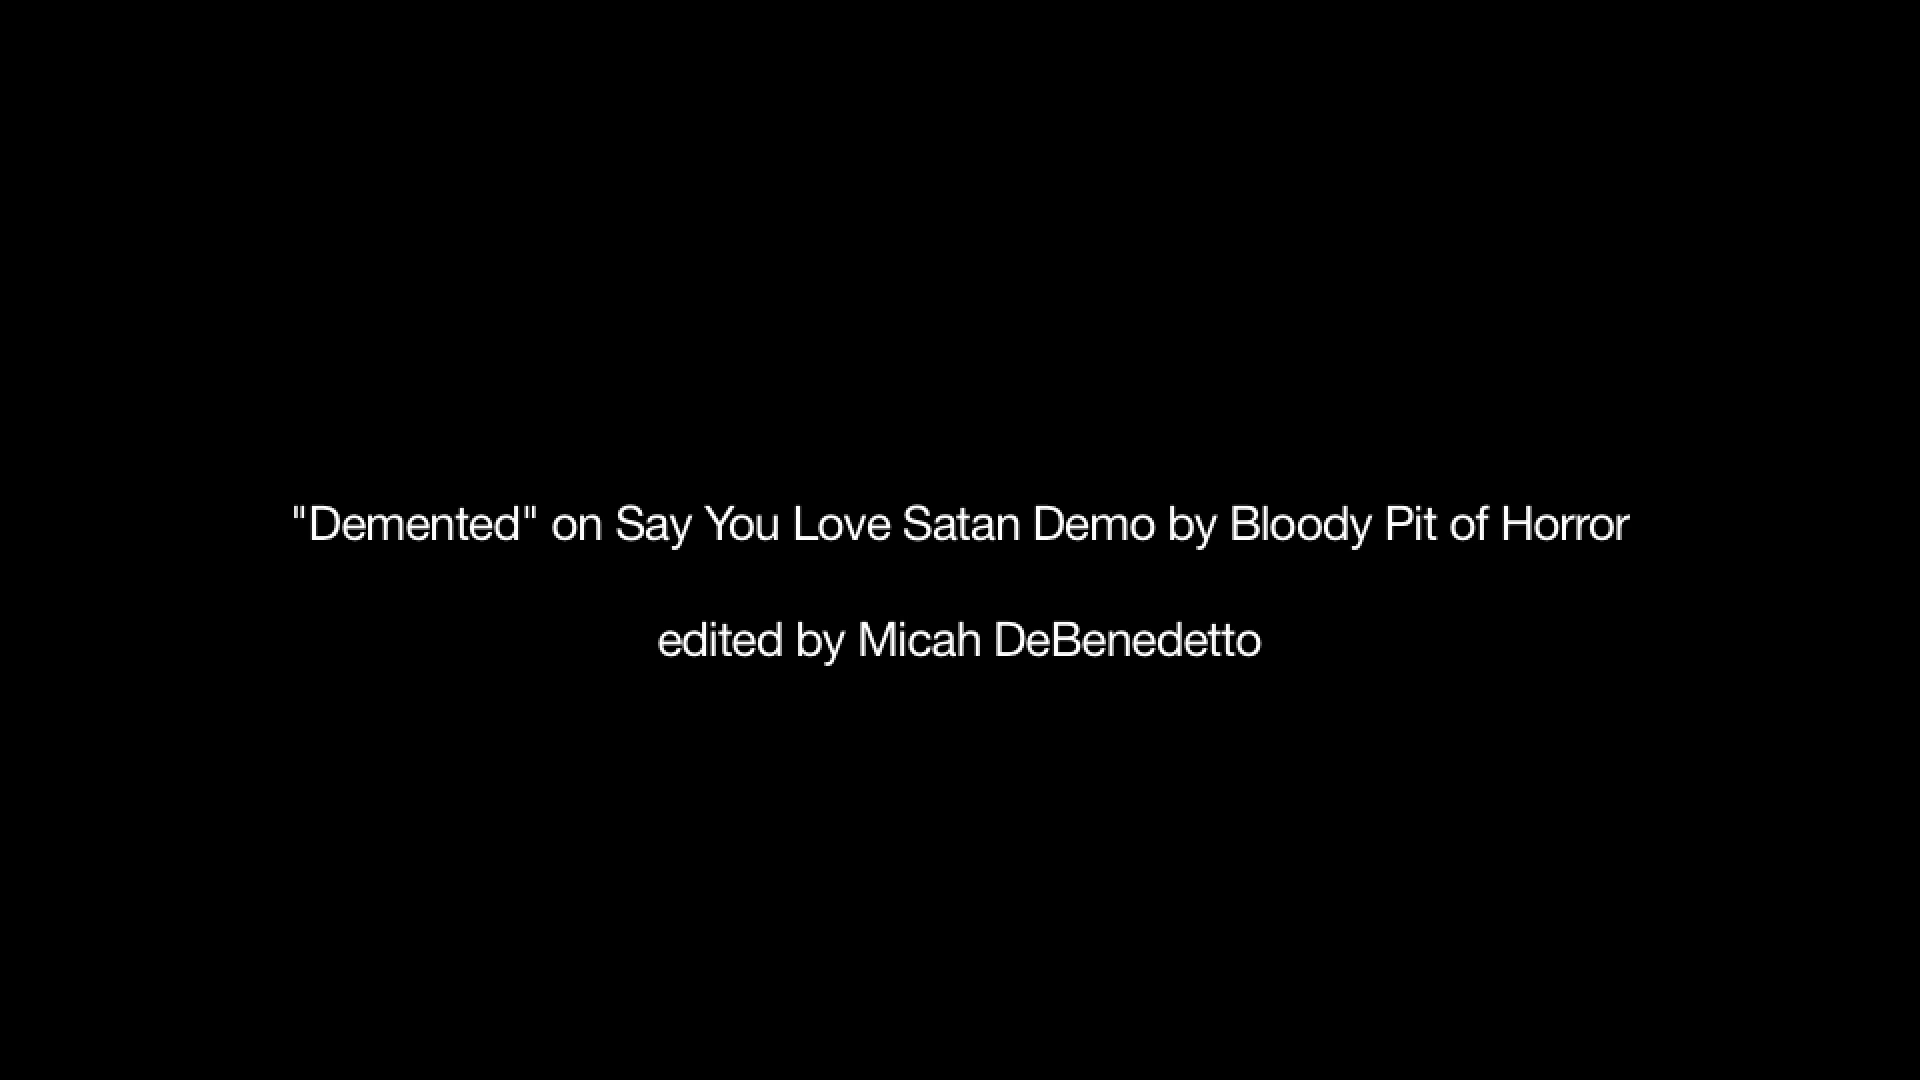 "Demented" on Say You Love Satan Demo by Bloody Pit of Horror
edited by Micah DeBenedetto